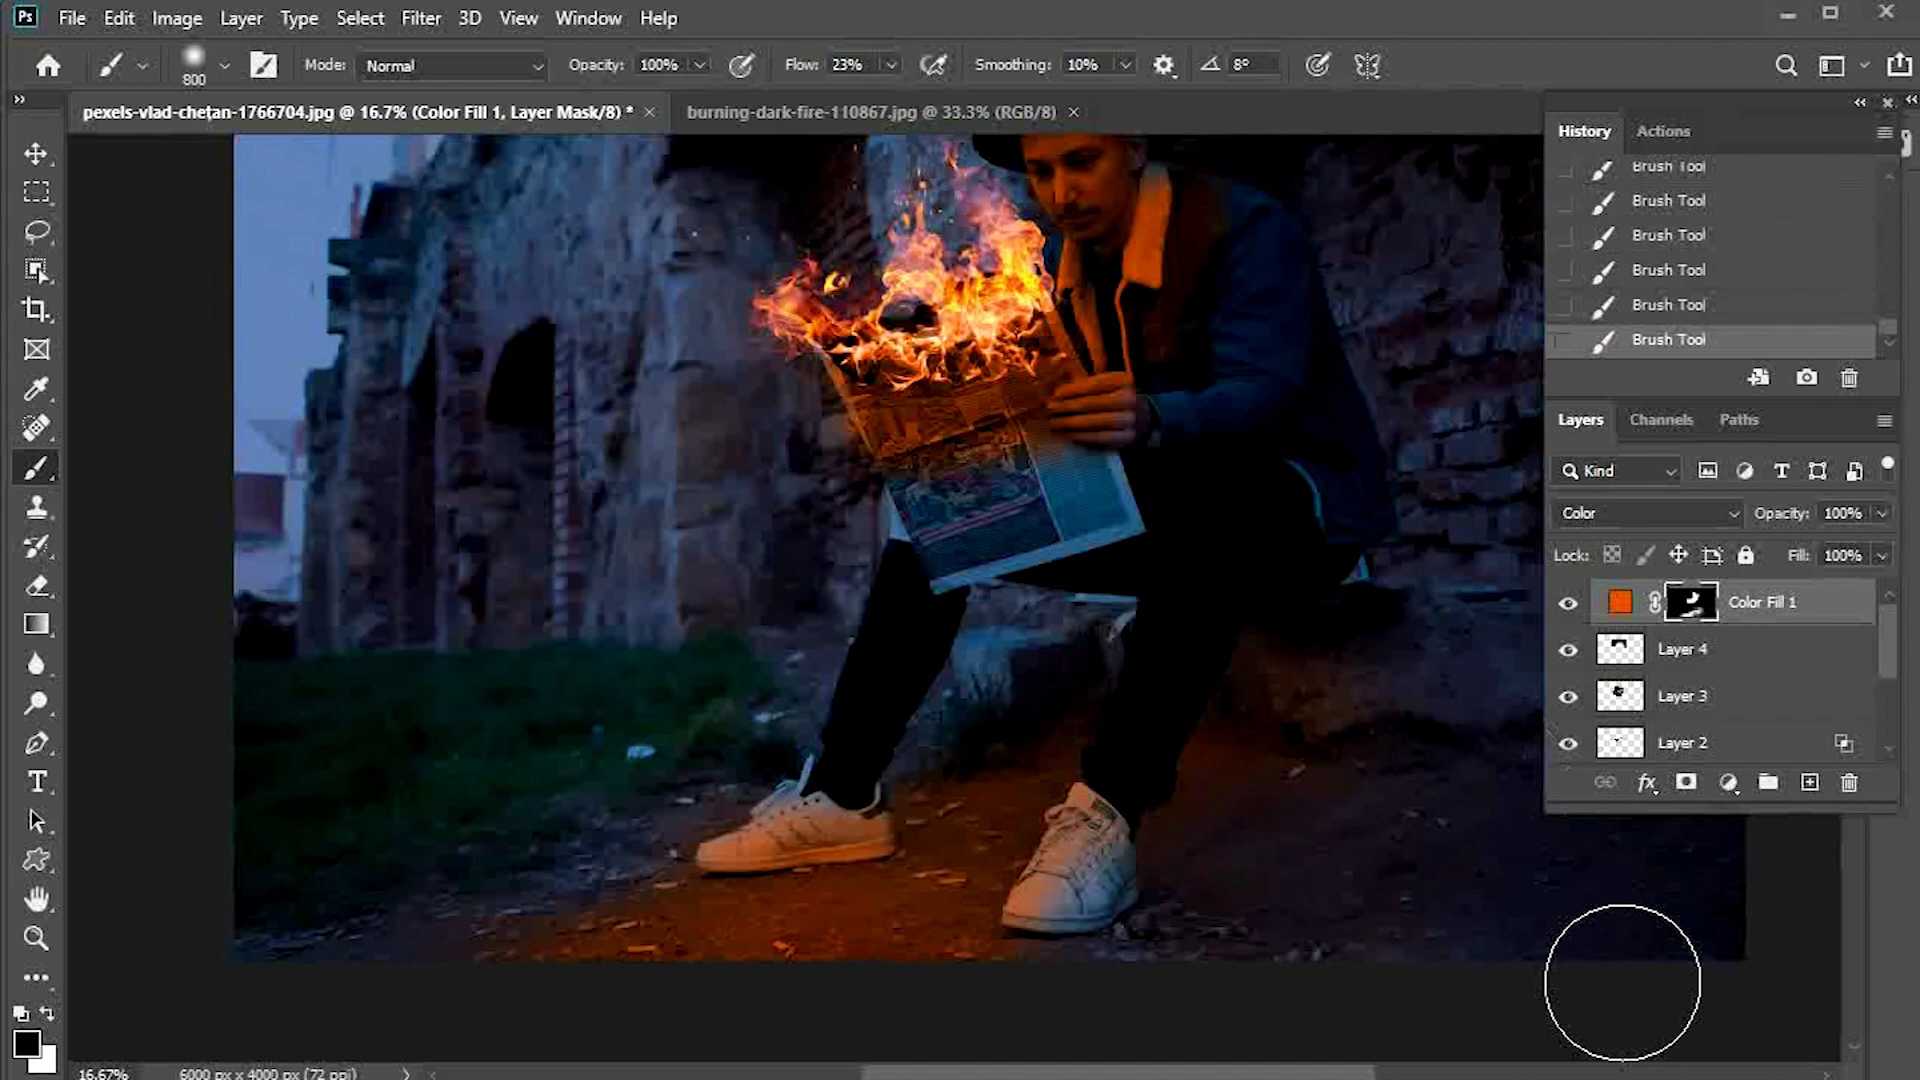 Ps File Edit Image Layer Type Select Filter 3D View Window Help
800 Mode: Normal Opacity: 100% Flow: 23% Smoothing: 10% 8°
pexels-vlad-chetan-1766704.jpg @ 16.7% (Color Fill 1, Layer Mask/8) * burning-dark-fire-110867.jpg @ 33.3% (RGB/8)
History Actions
Brush Tool
Brush Tool
Brush Tool
Brush Tool
Brush Tool
Brush Tool
Layers Channels Paths
Kind
Color Opacity: 100%
Lock: Fill: 100%
Color Fill 1
Layer 4
Layer 3
Layer 2
fx
16.67% 6000 px x 4000 px (72 ppi)